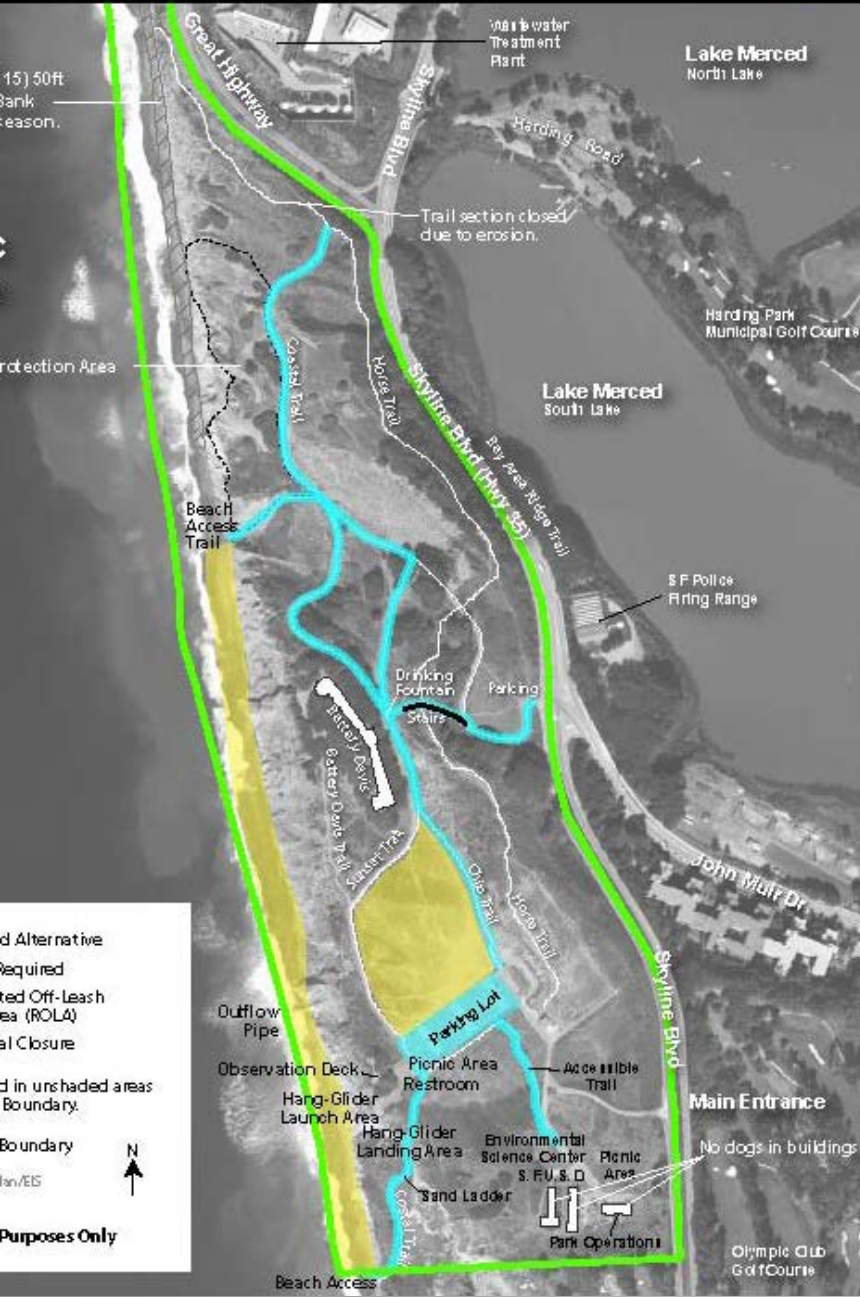 Wastewater
Treatment
Plant
Lake Merced
North Lake
Great Highway
Skyline Blvd
15) 50ft
Bank
eason.
Harding Road
Trail section closed
due to erosion.
C
Harding Park
Municipal Golf Course
rotection Area
Coastal Trail
Horse Trail
Lake Merced
South Lake
Skyline Blvd (Hwy 35)
Bay Area Ridge Trail
Beach
Access
Trail
SF Police
Firing Range
Drinking
Fountain
Stairs
Parking
Battery Davis
Battery Davis Trail
Sunset Trail
Chip Trail
Horse Trail
John Muir Dr
Skyline Blvd
d Alternative
Required
ted Off-Leash
ea (ROLA)
al Closure
d in unshaded areas
Boundary.
Boundary
N
lan/EIS
Purposes Only
Outflow
Pipe
Parking Lot
Observation Deck
Picnic Area
Restroom
Accessible
Trail
Hang-Glider
Launch Area
Main Entrance
Hang-Glider
Landing Area
Environmental
Science Center
S.F.U.S.D
Picnic
Area
No dogs in buildings
Sand Ladder
Coastal Trail
Park Operations
Olympic Club
Golf Course
Beach Access